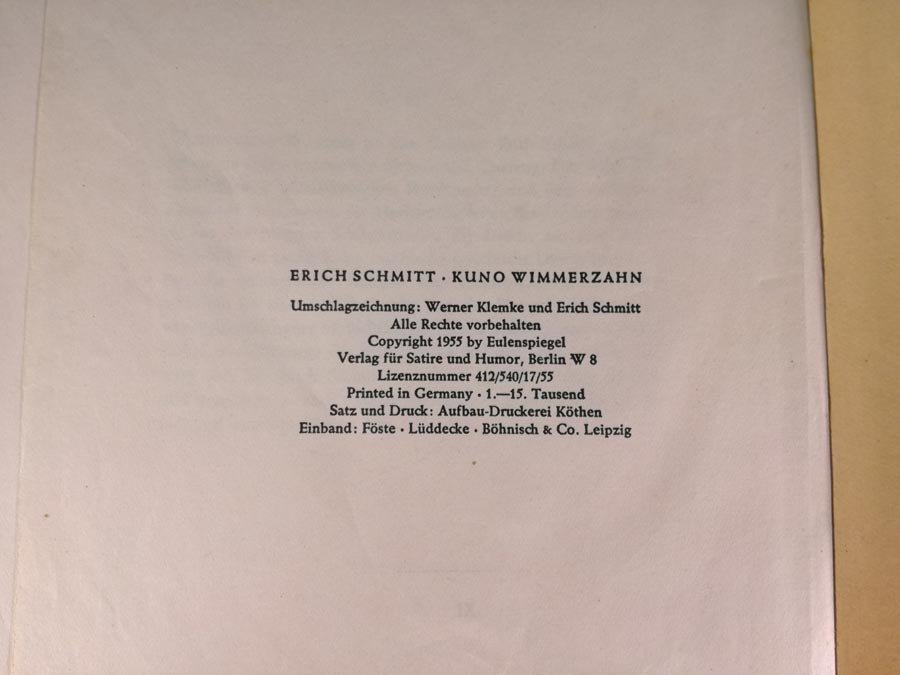 ERICH SCHMITT · KUNO WIMMERZAHN
Umschlagzeichnung: Werner Klemke und Erich Schmitt
Alle Rechte vorbehalten
Copyright 1955 by Eulenspiegel
Verlag für Satire und Humor, Berlin W 8
Lizenznummer 412/540/17/55
Printed in Germany · 1.—15. Tausend
Satz und Druck: Aufbau-Druckerei Köthen
Einband: Föste · Lüddecke · Böhnisch & Co. Leipzig